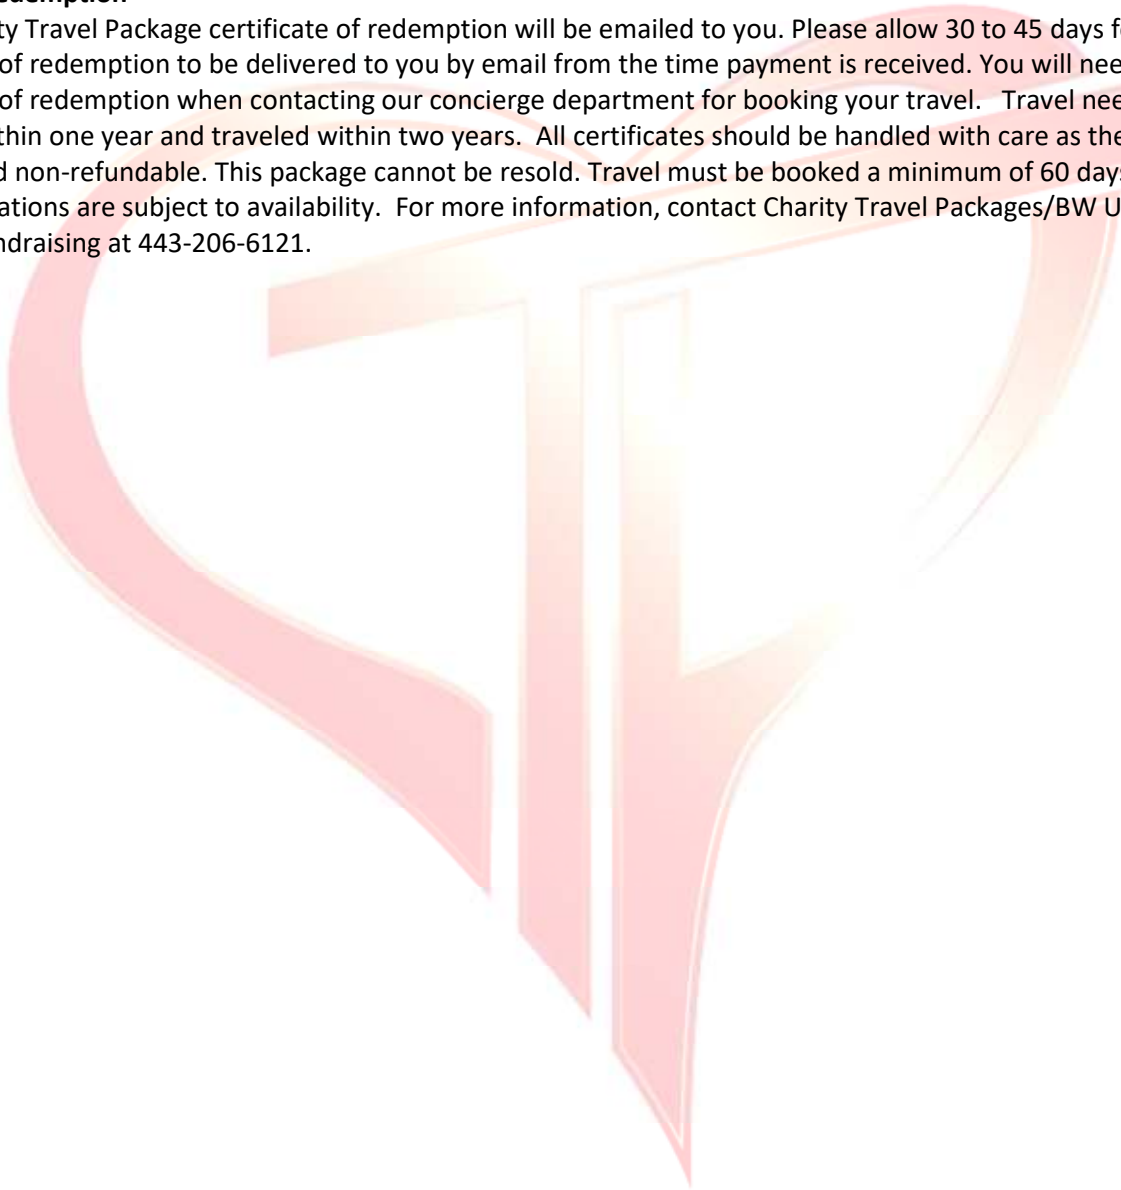 ty Travel Package certificate of redemption will be emailed to you. Please allow 30 to 45 days f
of redemption to be delivered to you by email from the time payment is received. You will nee
of redemption when contacting our concierge department for booking your travel.   Travel nee
thin one year and traveled within two years.  All certificates should be handled with care as the
d non-refundable. This package cannot be resold. Travel must be booked a minimum of 60 days
ations are subject to availability.  For more information, contact Charity Travel Packages/BW U
ndraising at 443-206-6121.